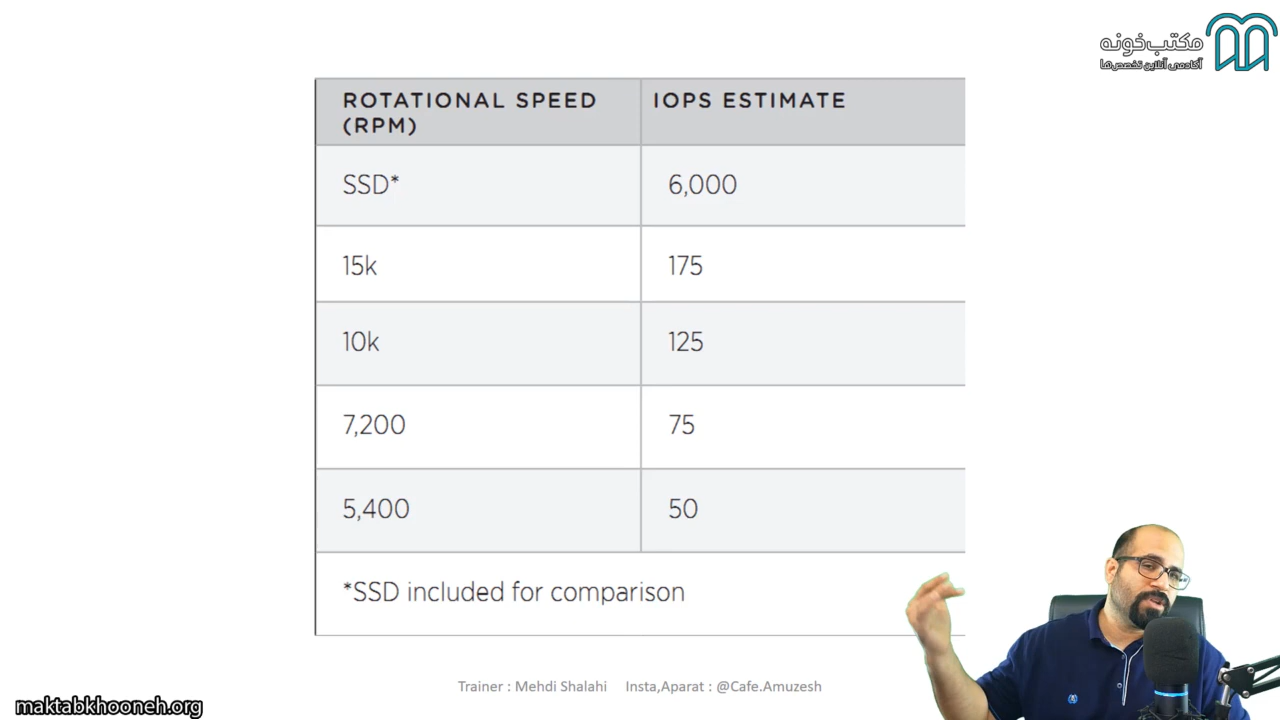 مکتب‌خونه
آکادمی آنلاین تخصص‌ها
ROTATIONAL SPEED
(RPM)
IOPS ESTIMATE
SSD*
6,000
15k
175
10k
125
7,200
75
5,400
50
*SSD included for comparison
Trainer : Mehdi Shalahi Insta,Aparat : @Cafe.Amuzesh
maktabkhooneh.org